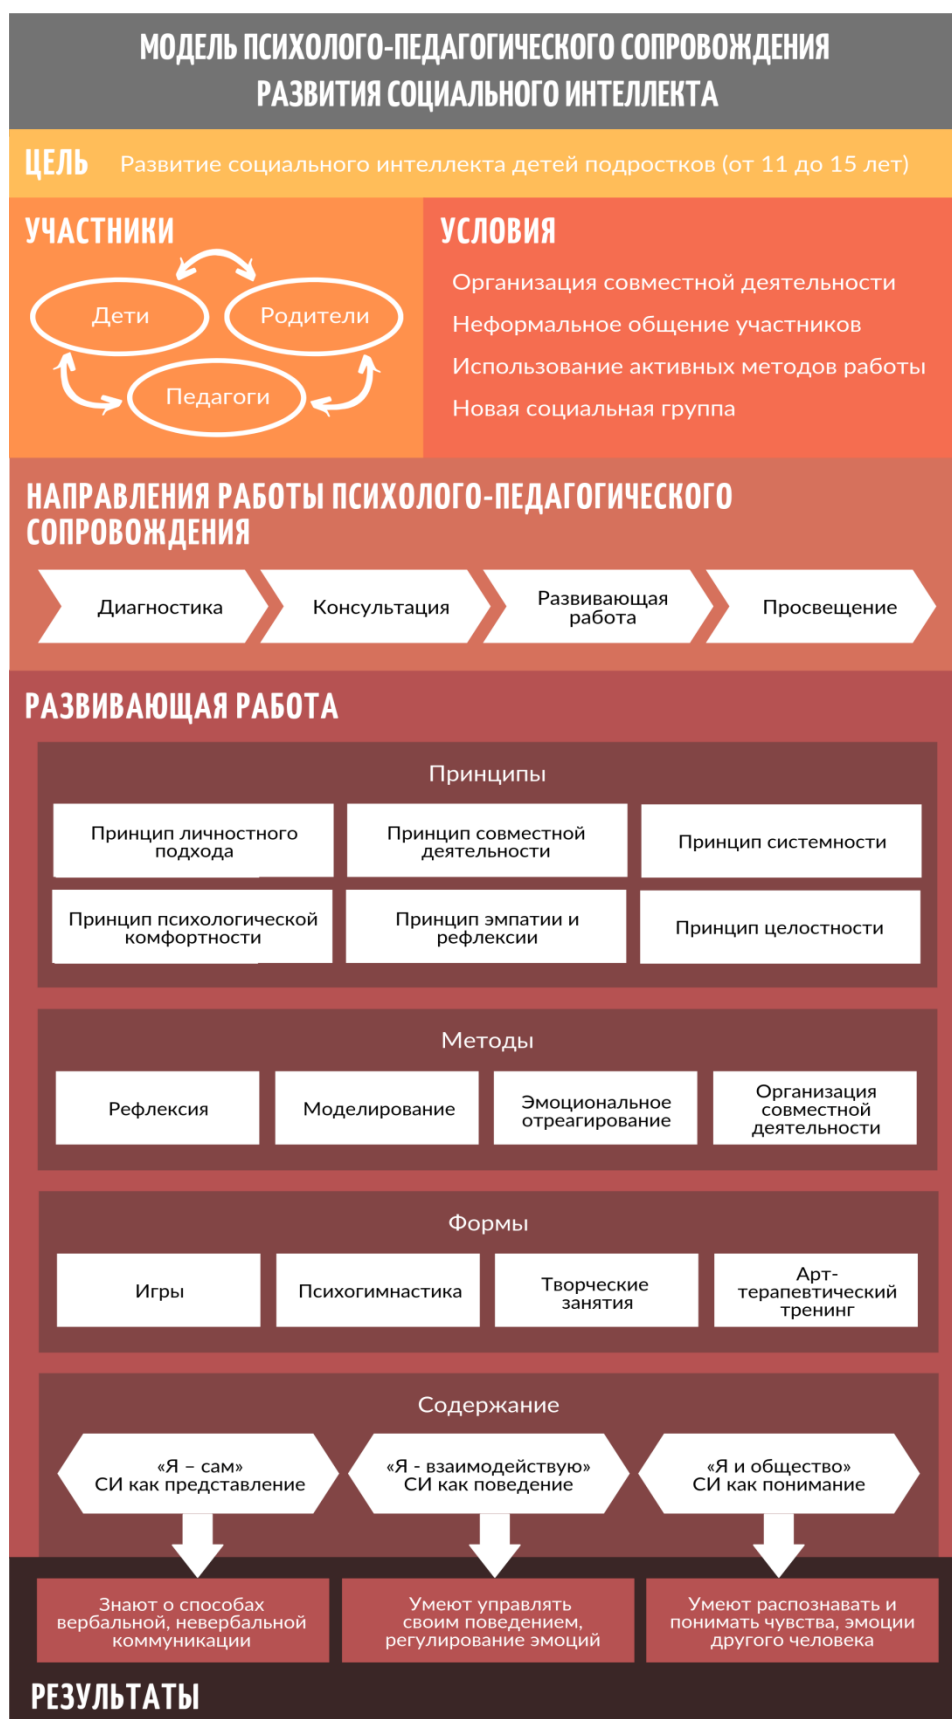 МОДЕЛЬ ПСИХОЛОГО-ПЕДАГОГИЧЕСКОГО СОПРОВОЖДЕНИЯ
РАЗВИТИЯ СОЦИАЛЬНОГО ИНТЕЛЛЕКТА
ЦЕЛЬ Развитие социального интеллекта детей подростков (от 11 до 15 лет)
УЧАСТНИКИ
Дети
Родители
Педагоги
УСЛОВИЯ
Организация совместной деятельности
Неформальное общение участников
Использование активных методов работы
Новая социальная группа
НАПРАВЛЕНИЯ РАБОТЫ ПСИХОЛОГО-ПЕДАГОГИЧЕСКОГО
СОПРОВОЖДЕНИЯ
Диагностика
Консультация
Развивающая
работа
Просвещение
РАЗВИВАЮЩАЯ РАБОТА
Принципы
Принцип личностного
подхода
Принцип совместной
деятельности
Принцип системности
Принцип психологической
комфортности
Принцип эмпатии и
рефлексии
Принцип целостности
Методы
Рефлексия
Моделирование
Эмоциональное
отреагирование
Организация
совместной
деятельности
Формы
Игры
Психогимнастика
Творческие
занятия
Арт-
терапевтический
тренинг
Содержание
«Я – сам»
СИ как представление
«Я - взаимодействую»
СИ как поведение
«Я и общество»
СИ как понимание
Знают о способах
вербальной, невербальной
коммуникации
Умеют управлять
своим поведением,
регулирование эмоций
Умеют распознавать и
понимать чувства, эмоции
другого человека
РЕЗУЛЬТАТЫ